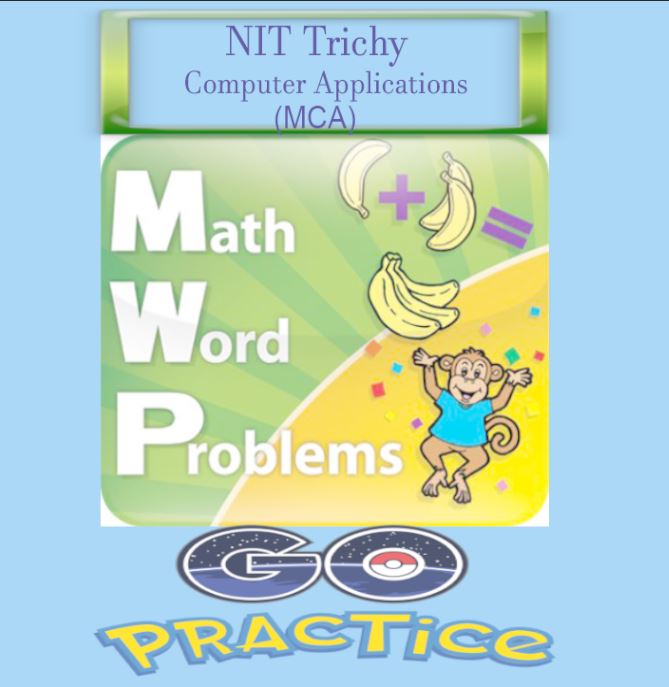 NIT Trichy
Computer Applications
(MCA)
+
=
Math
Word
Problems
GO
PRACTiCE